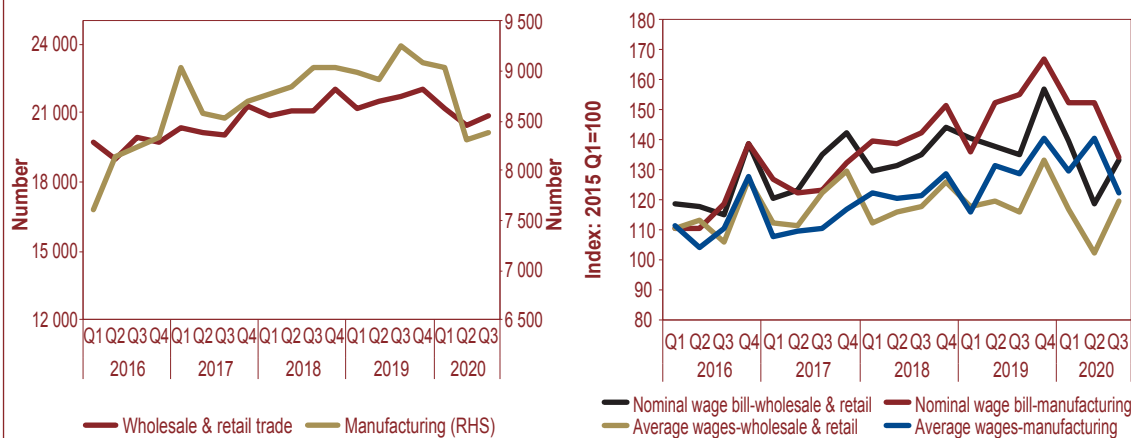 Number
24 000
21 000
18 000
15 000
12 000
9 500
9 000
8 500
8 000
7 500
7 000
6 500
Number
Q1 Q2 Q3 Q4 Q1 Q2 Q3 Q4 Q1 Q2 Q3 Q4 Q1 Q2 Q3 Q4 Q1 Q2 Q3
2016 2017 2018 2019 2020
Wholesale & retail trade Manufacturing (RHS)
Index: 2015 Q1=100
180
170
160
150
140
130
120
110
100
90
80
Q1 Q2 Q3 Q4 Q1 Q2 Q3 Q4 Q1 Q2 Q3 Q4 Q1 Q2 Q3 Q4 Q1 Q2 Q3
2016 2017 2018 2019 2020
Nominal wage bill-wholesale & retail Nominal wage bill-manufacturing
Average wages-wholesale & retail Average wages-manufacturing